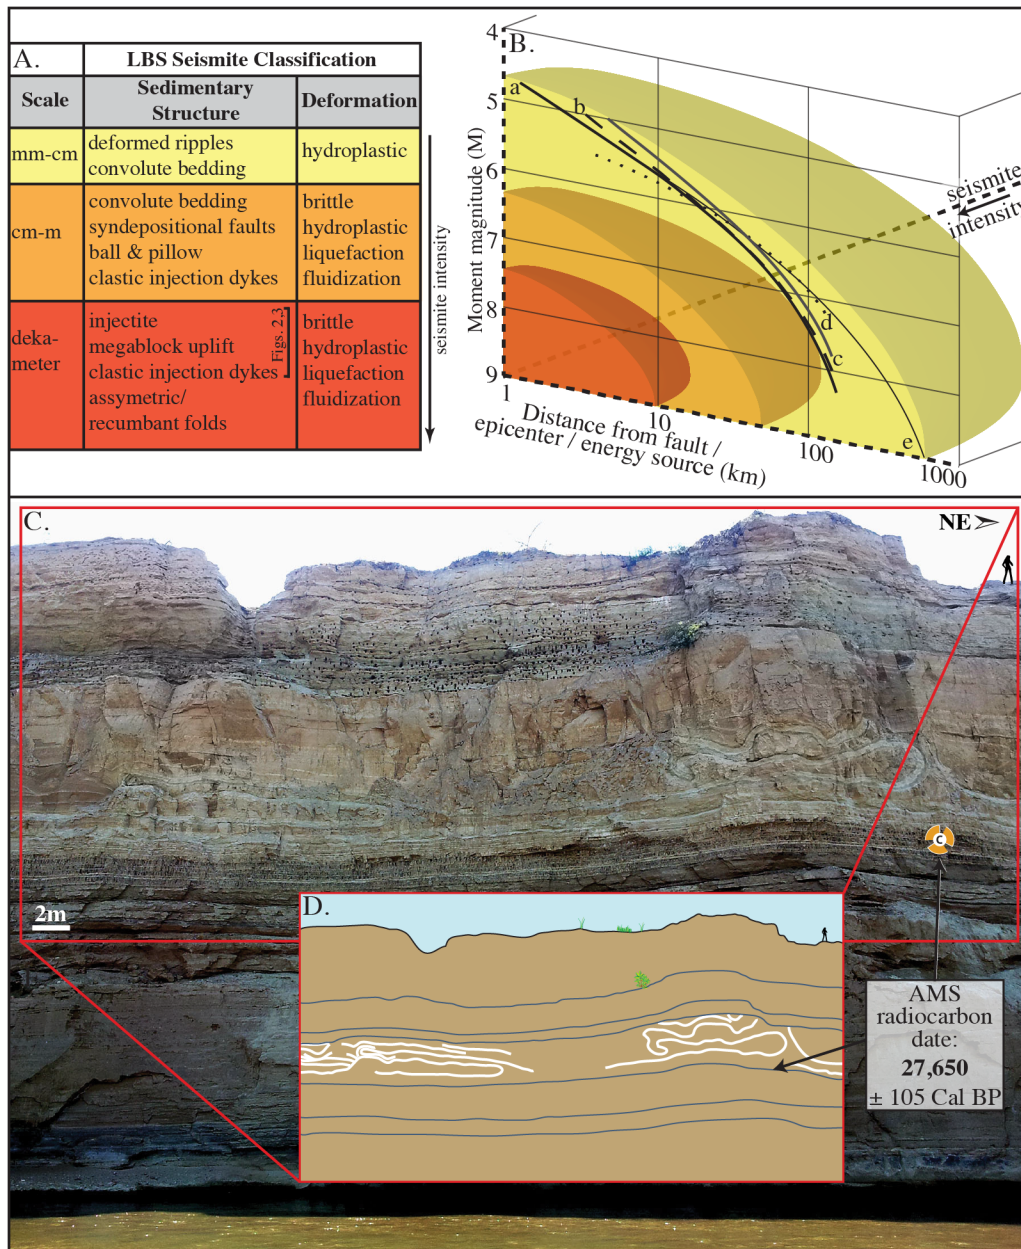 A.
LBS Seismite Classification
Scale
Sedimentary
Structure
Deformation
mm-cm
deformed ripples
convolute bedding
hydroplastic
cm-m
convolute bedding
syndepositional faults
ball & pillow
clastic injection dykes
brittle
hydroplastic
liquefaction
fluidization
deka-
meter
injectite
megablock uplift
clastic injection dykes
assymetric/
recumbant folds
Figs. 2,3
brittle
hydroplastic
liquefaction
fluidization
seismite intensity
B.
4
5
6
7
8
9
Moment magnitude (M)
a
b
d
c
e
seismite
intensity
1
10
100
1000
Distance from fault /
epicenter / energy source (km)
C.
NE
C
2m
D.
AMS
radiocarbon
date:
27,650
± 105 Cal BP